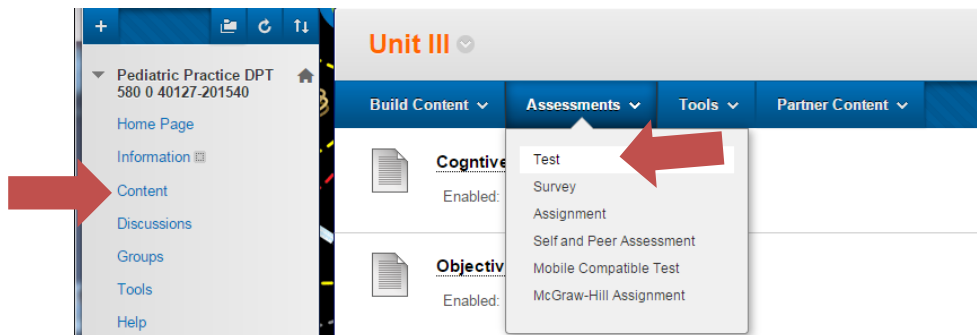 Pediatric Practice DPT
580 0 40127-201540
Home Page
Information
Content
Discussions
Groups
Tools
Help
Unit III
Build Content
Assessments
Tools
Partner Content
Cogntive
Enabled:
Objectiv
Enabled:
Test
Survey
Assignment
Self and Peer Assessment
Mobile Compatible Test
McGraw-Hill Assignment